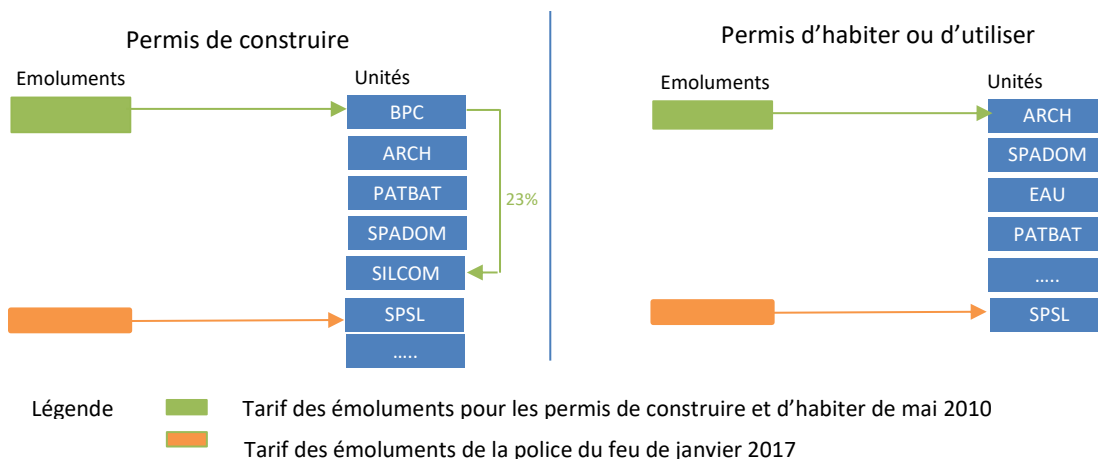 Permis de construire
Emoluments
Unités
BPC
ARCH
PATBAT
23%
SPADOM
SILCOM
SPSL
.....
Permis d'habiter ou d'utiliser
Emoluments
Unités
ARCH
SPADOM
EAU
PATBAT
.....
SPSL
Légende
Tarif des émoluments pour les permis de construire et d'habiter de mai 2010
Tarif des émoluments de la police du feu de janvier 2017